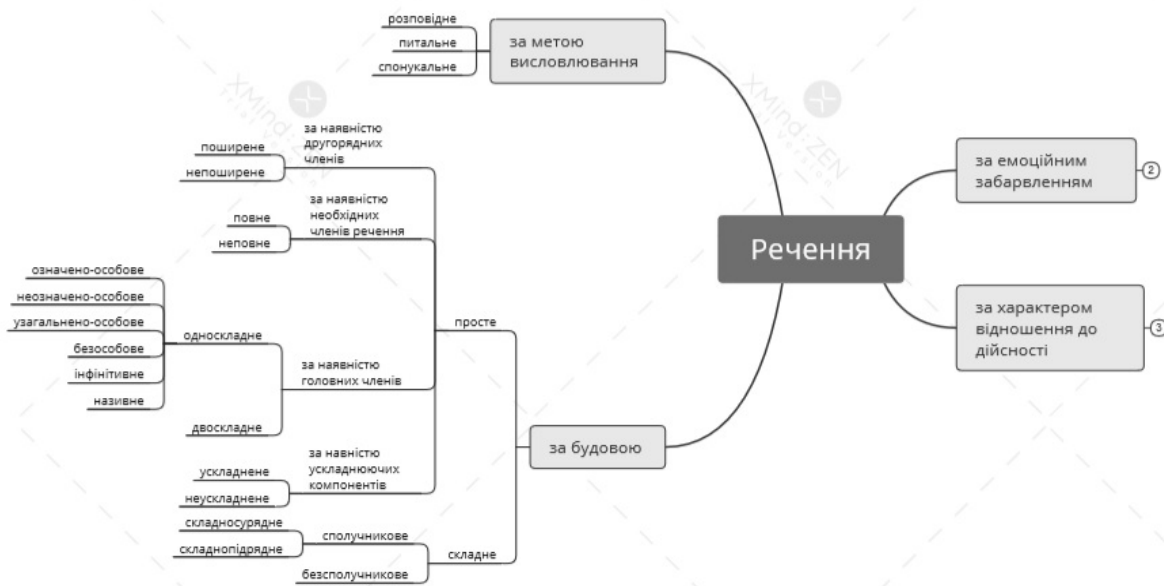 розповідне
питальне
спонукальне
за метою
висловлювання
XMind:ZEN
XMind:ZEN
за наявністю
другорядних
членів
поширене
непоширене
за емоційним
забарвленням
2
за наявністю
необхідних
членів речення
повне
неповне
Речення
означено-особове
неозначено-особове
узагальнено-особове
безособове
інфінітивне
називне
односкладне
просте
за характером
відношення до
дійсності
3
за наявністю
головних членів
двоскладне
за будовою
за навністю
ускладнюючих
компонентів
ускладнене
неускладнене
складносурядне
складнопідрядне
сполучникове
складне
безсполучникове